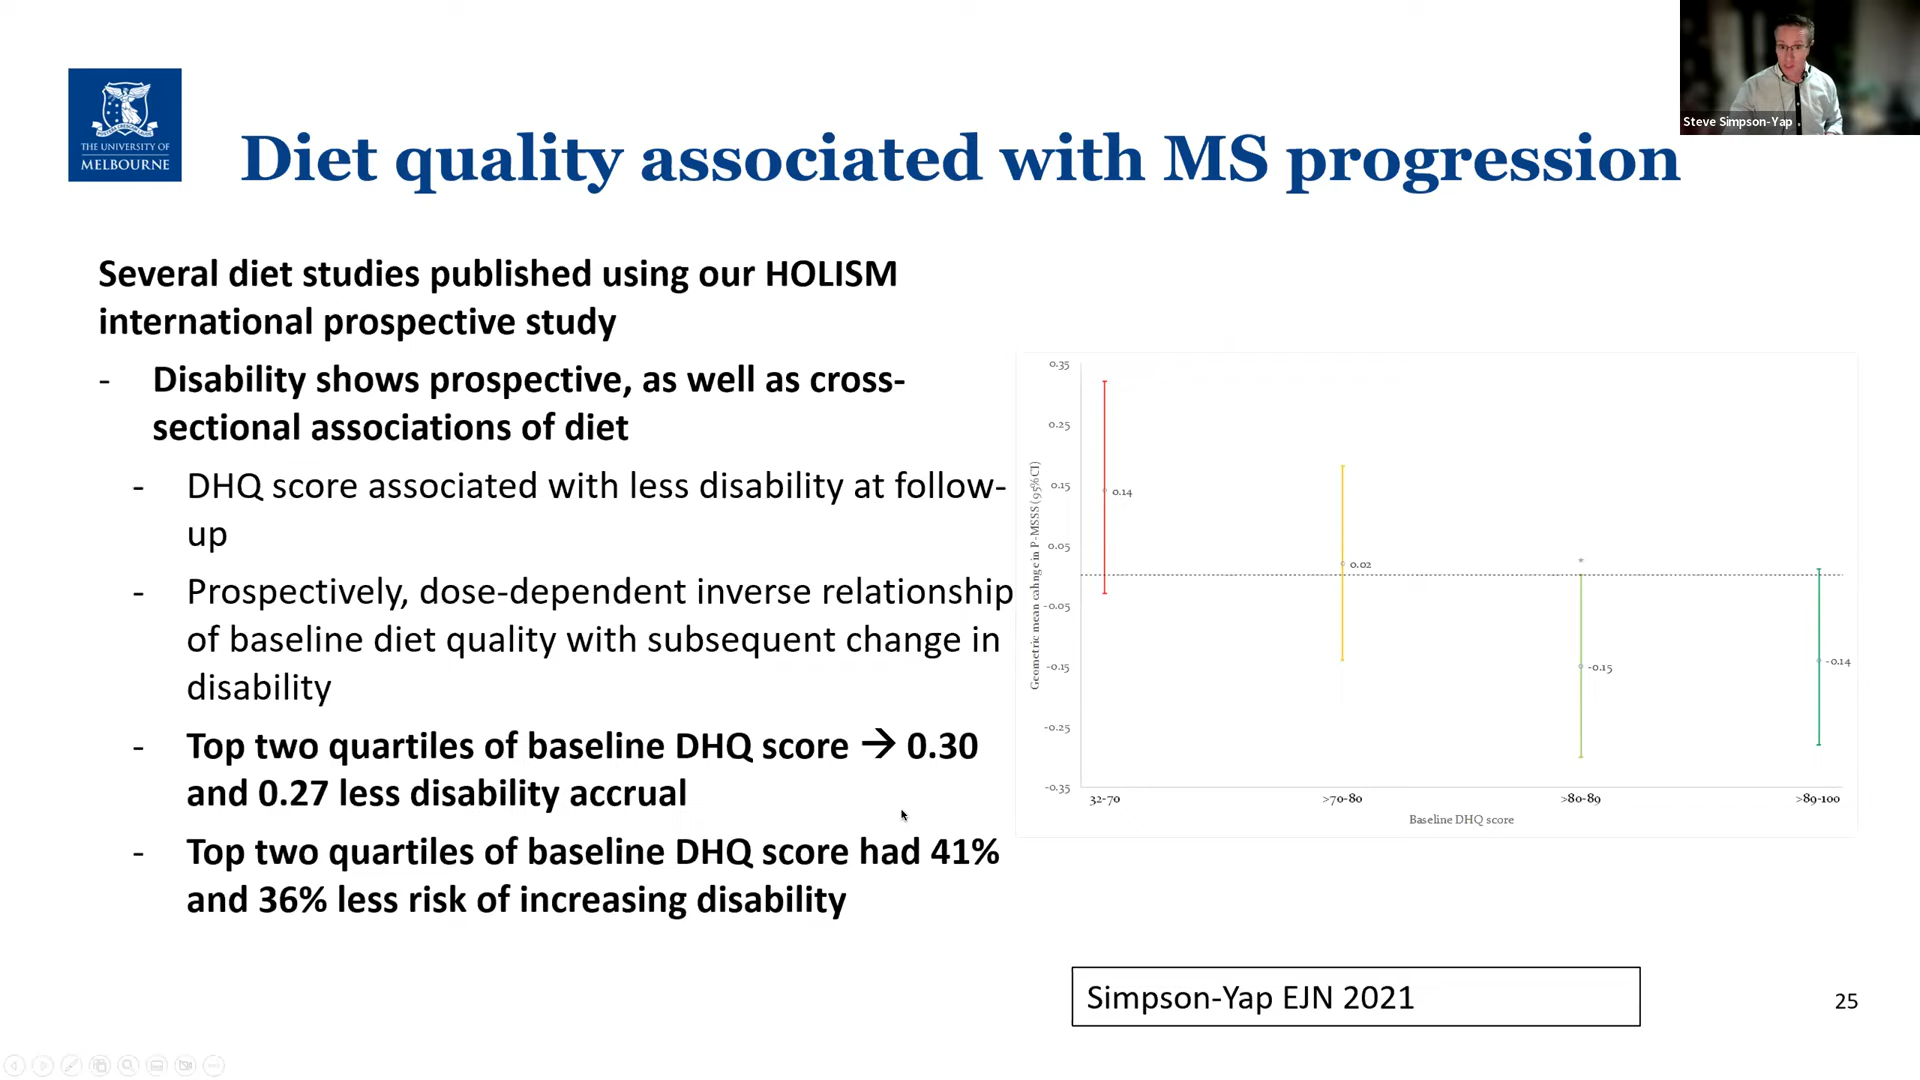 Steve Simpson-Yap
THE UNIVERSITY OF
MELBOURNE
Diet quality associated with MS progression
Several diet studies published using our HOLISM
international prospective study
- Disability shows prospective, as well as cross-
sectional associations of diet
- DHQ score associated with less disability at follow-
up
- Prospectively, dose-dependent inverse relationship
of baseline diet quality with subsequent change in
disability
- Top two quartiles of baseline DHQ score → 0.30
and 0.27 less disability accrual
- Top two quartiles of baseline DHQ score had 41%
and 36% less risk of increasing disability
Geometric mean cahnge in P-MSSS (95%CI)
0.35
0.25
0.15
0.05
-0.05
-0.15
-0.25
-0.35
0.14
0.02
*
-0.15
-0.14
32-70
>70-80
>80-89
>89-100
Baseline DHQ score
Simpson-Yap EJN 2021
25